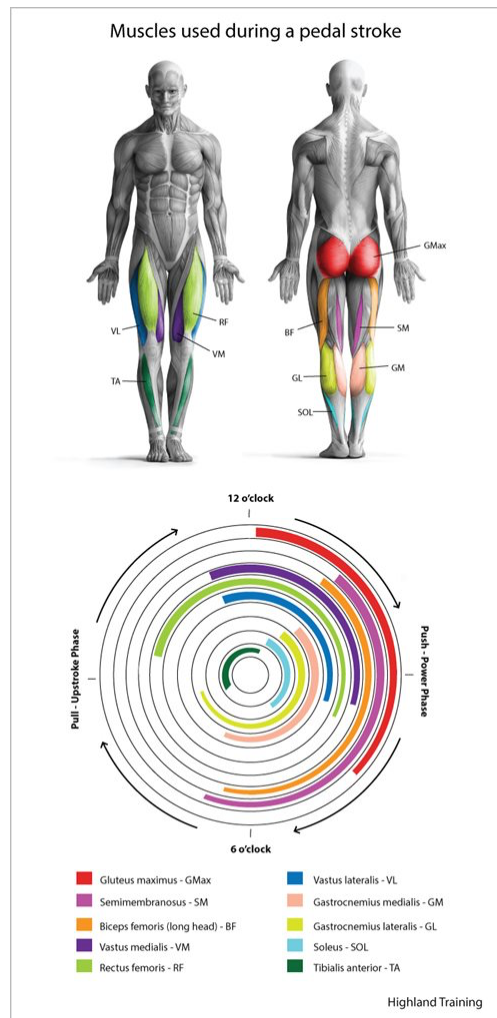 Muscles used during a pedal stroke
GMax
VL
RF
BF
SM
VM
GL
GM
TA
SOL
12 o'clock
Pull - Upstroke Phase
Push - Power Phase
6 o'clock
Gluteus maximus - GMax
Semimembranosus - SM
Biceps femoris (long head) - BF
Vastus medialis - VM
Rectus femoris - RF
Vastus lateralis - VL
Gastrocnemius medialis - GM
Gastrocnemius lateralis - GL
Soleus - SOL
Tibialis anterior - TA
Highland Training